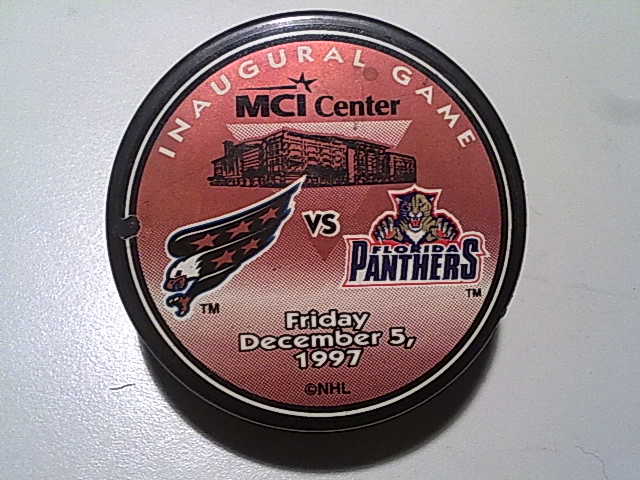 INAUGURAL GAME
MCI Center
VS
FLORIDA
PANTHERS
TM
TM
Friday
December 5,
1997
©NHL